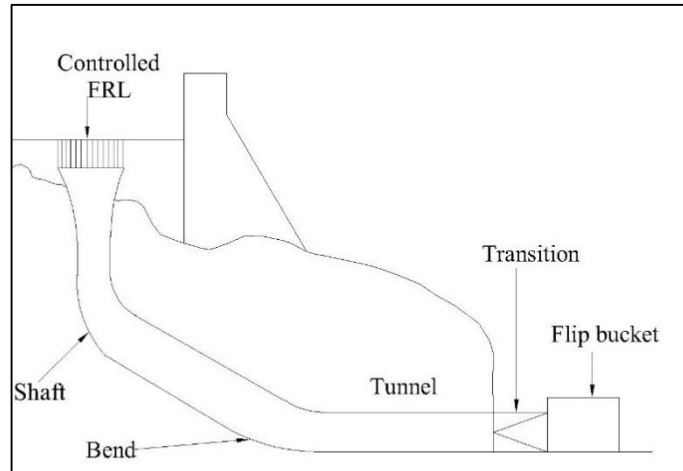 Controlled
FRL
Transition
Flip bucket
Tunnel
Shaft
Bend